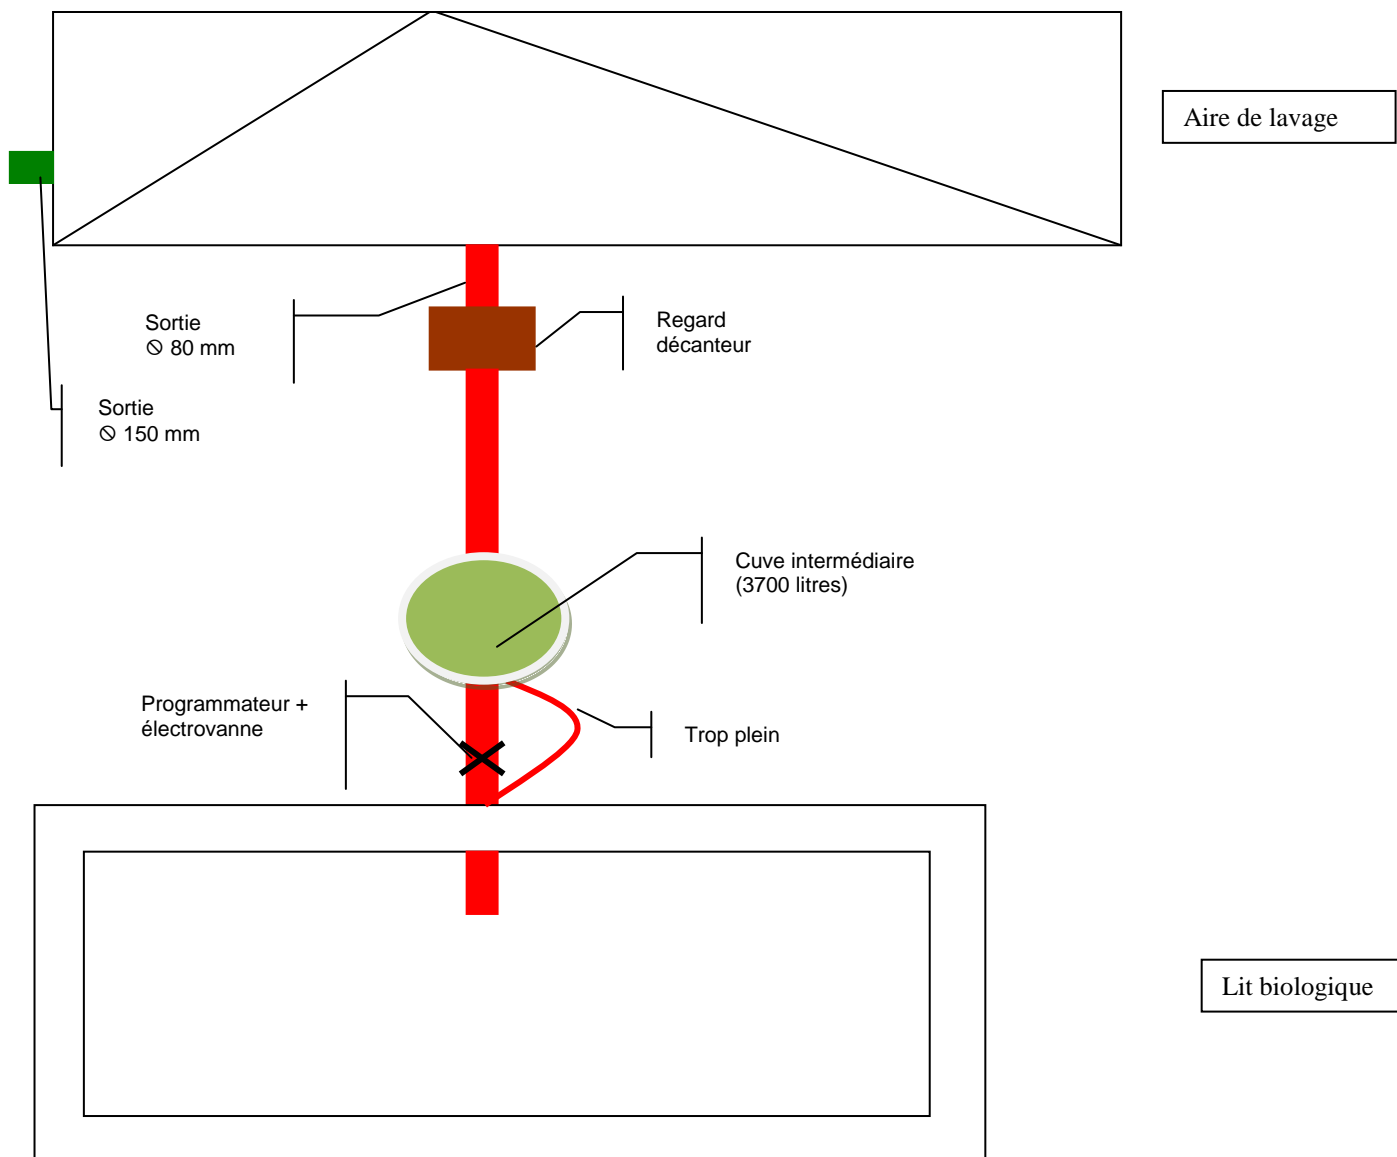 Aire de lavage
Sortie
⦸ 80 mm
Regard
décanteur
Sortie
⦸ 150 mm
Cuve intermédiaire
(3700 litres)
Programmateur +
électrovanne
Trop plein
Lit biologique